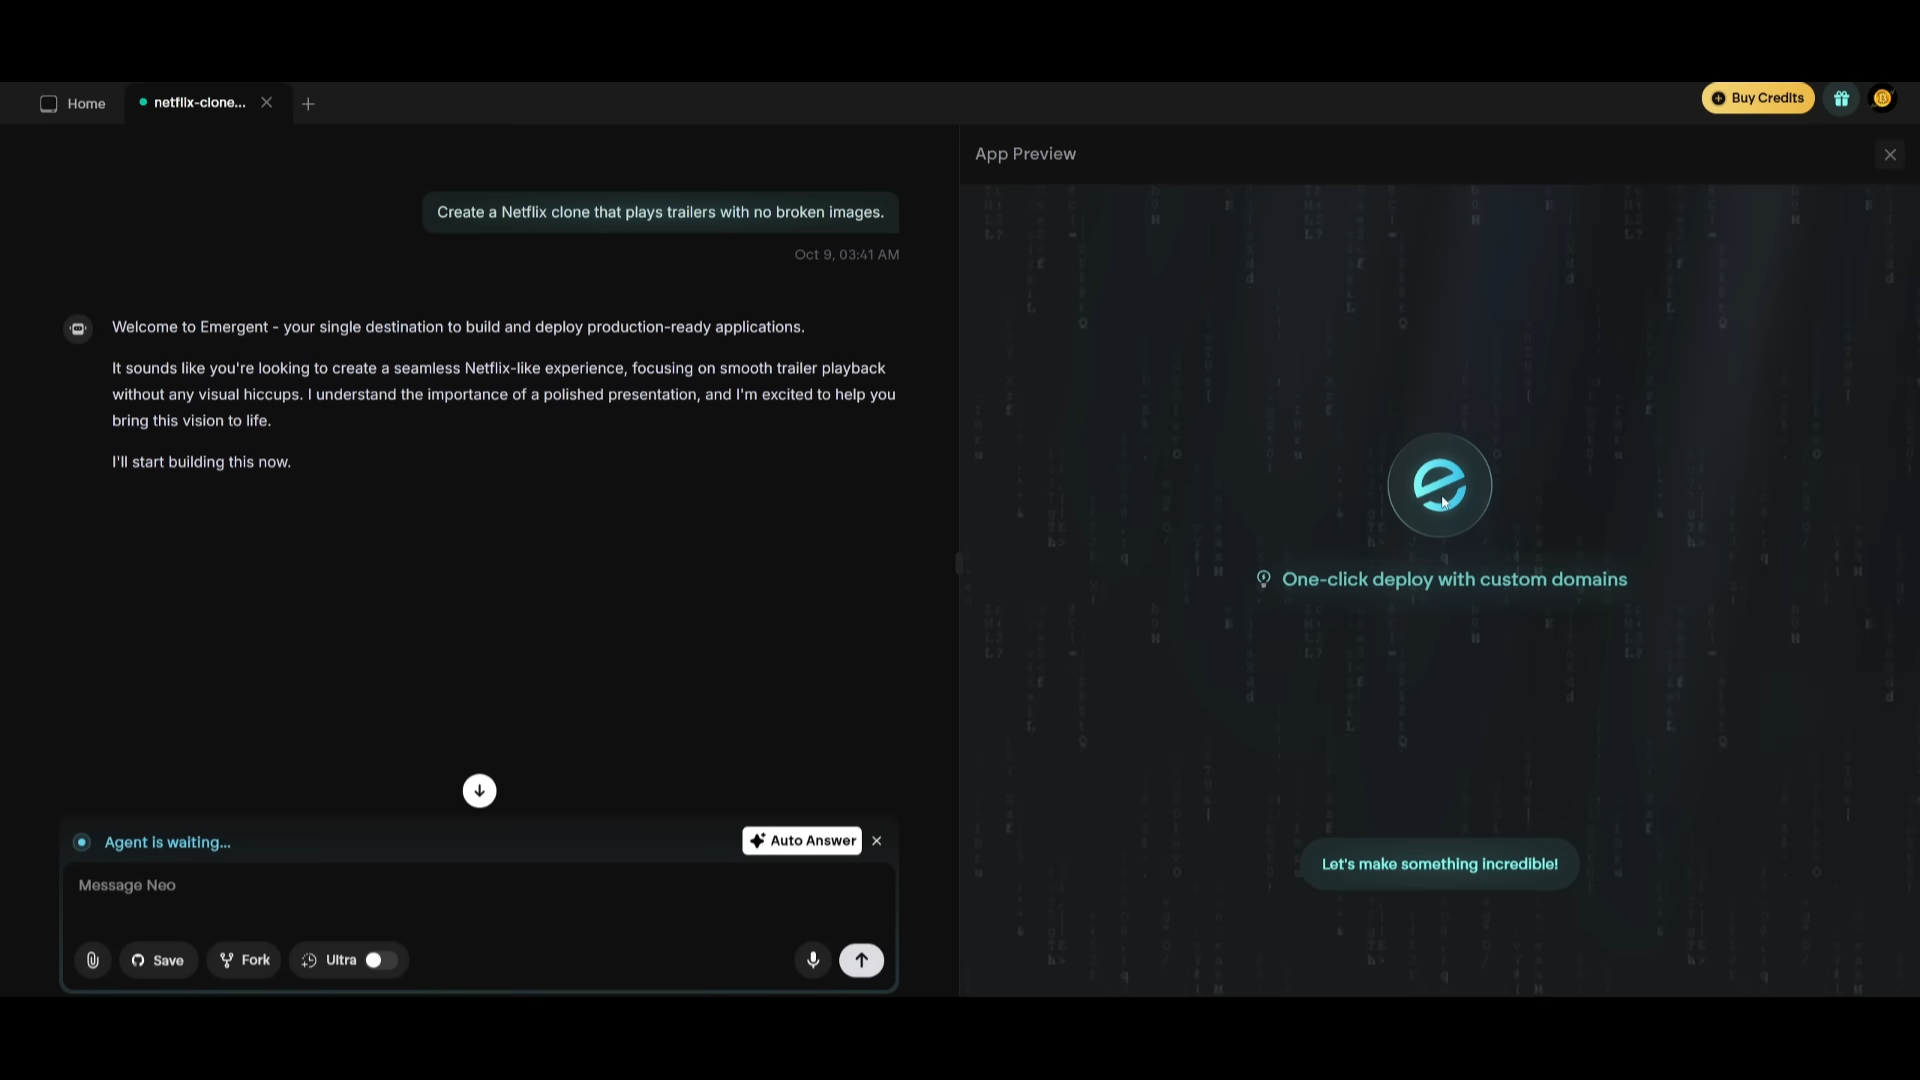 Home
netflix-clone...
Buy Credits
App Preview
Create a Netflix clone that plays trailers with no broken images.
Oct 9, 03:41 AM
Welcome to Emergent - your single destination to build and deploy production-ready applications.
It sounds like you're looking to create a seamless Netflix-like experience, focusing on smooth trailer playback
without any visual hiccups. I understand the importance of a polished presentation, and I'm excited to help you
bring this vision to life.
I'll start building this now.
One-click deploy with custom domains
Let's make something incredible!
Agent is waiting...
Auto Answer
Message Neo
Save
Fork
Ultra